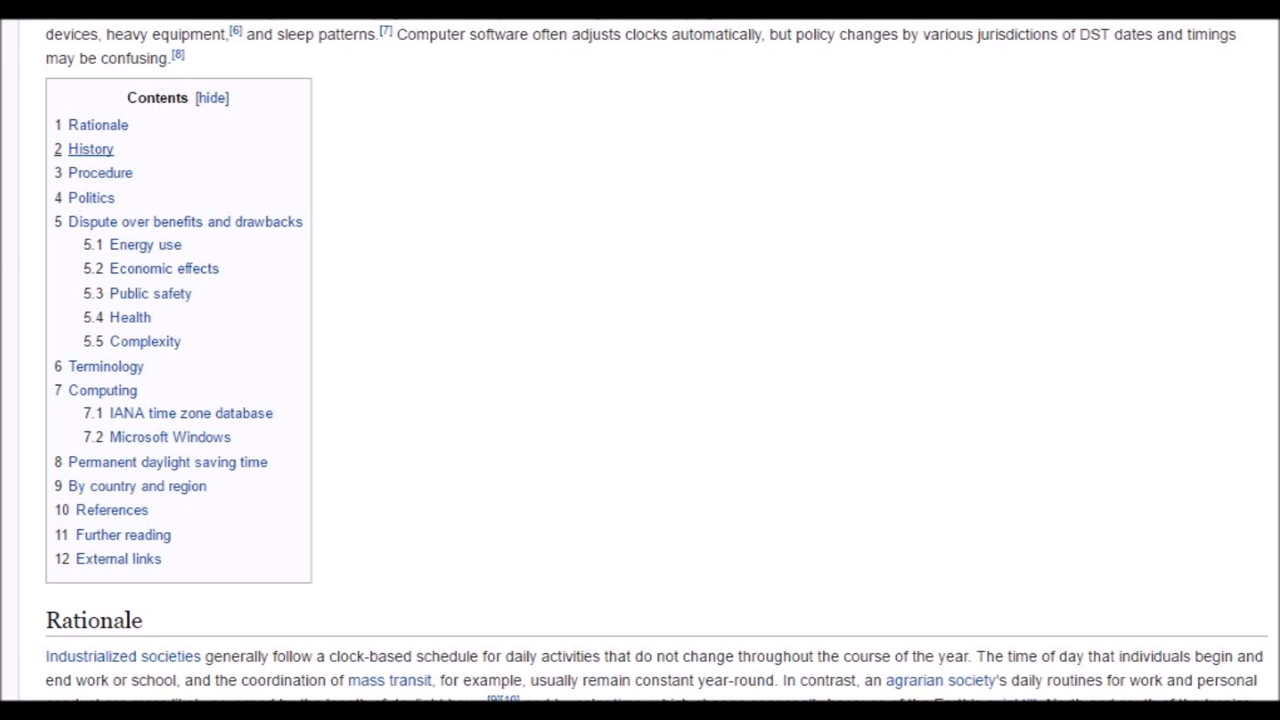 devices, heavy equipment,[6] and sleep patterns.[7] Computer software often adjusts clocks automatically, but policy changes by various jurisdictions of DST dates and timings
may be confusing.[8]
Contents [hide]
1 Rationale
2 History
3 Procedure
4 Politics
5 Dispute over benefits and drawbacks
5.1 Energy use
5.2 Economic effects
5.3 Public safety
5.4 Health
5.5 Complexity
6 Terminology
7 Computing
7.1 IANA time zone database
7.2 Microsoft Windows
8 Permanent daylight saving time
9 By country and region
10 References
11 Further reading
12 External links
Rationale
Industrialized societies generally follow a clock-based schedule for daily activities that do not change throughout the course of the year. The time of day that individuals begin and
end work or school, and the coordination of mass transit, for example, usually remain constant year-round. In contrast, an agrarian society's daily routines for work and personal
[9][10]